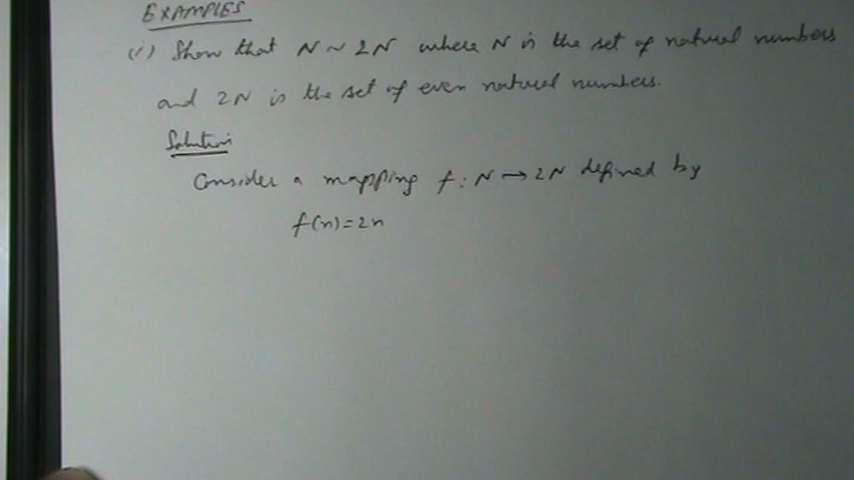 EXAMPLES
(i) Show that N ~ 2N where N is the set of natural numbers
and 2N is the set of even natural numbers.
Solution
Consider a mapping f: N → 2N defined by
f(n)=2n